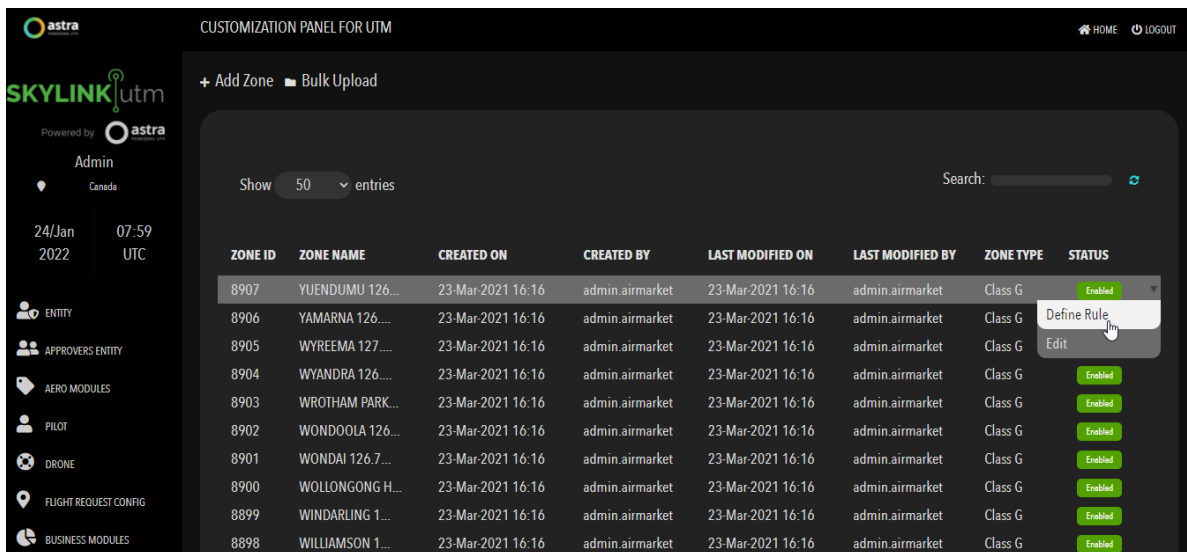 astra
CUSTOMIZATION PANEL FOR UTM
HOME
LOGOUT
SKYLINK utm
Powered by astra
Admin
Canada
24/Jan 2022
07:59 UTC
ENTITY
APPROVERS ENTITY
AERO MODULES
PILOT
DRONE
FLIGHT REQUEST CONFIG
BUSINESS MODULES
+ Add Zone Bulk Upload
Show 50 entries
Search:
ZONE ID ZONE NAME CREATED ON CREATED BY LAST MODIFIED ON LAST MODIFIED BY ZONE TYPE STATUS
8907 YUENDUMU 126... 23-Mar-2021 16:16 admin.airmarket 23-Mar-2021 16:16 admin.airmarket Class G Enabled
8906 YAMARNA 126.... 23-Mar-2021 16:16 admin.airmarket 23-Mar-2021 16:16 admin.airmarket Class G
Define Rule
8905 WYREEMA 127.... 23-Mar-2021 16:16 admin.airmarket 23-Mar-2021 16:16 admin.airmarket Class G
Edit
8904 WYANDRA 126.... 23-Mar-2021 16:16 admin.airmarket 23-Mar-2021 16:16 admin.airmarket Class G Enabled
8903 WROTHAM PARK... 23-Mar-2021 16:16 admin.airmarket 23-Mar-2021 16:16 admin.airmarket Class G Enabled
8902 WONDOOLA 126... 23-Mar-2021 16:16 admin.airmarket 23-Mar-2021 16:16 admin.airmarket Class G Enabled
8901 WONDAI 126.7... 23-Mar-2021 16:16 admin.airmarket 23-Mar-2021 16:16 admin.airmarket Class G Enabled
8900 WOLLONGONG H... 23-Mar-2021 16:16 admin.airmarket 23-Mar-2021 16:16 admin.airmarket Class G Enabled
8899 WINDARLING 1... 23-Mar-2021 16:16 admin.airmarket 23-Mar-2021 16:16 admin.airmarket Class G Enabled
8898 WILLIAMSON 1... 23-Mar-2021 16:16 admin.airmarket 23-Mar-2021 16:16 admin.airmarket Class G Enabled